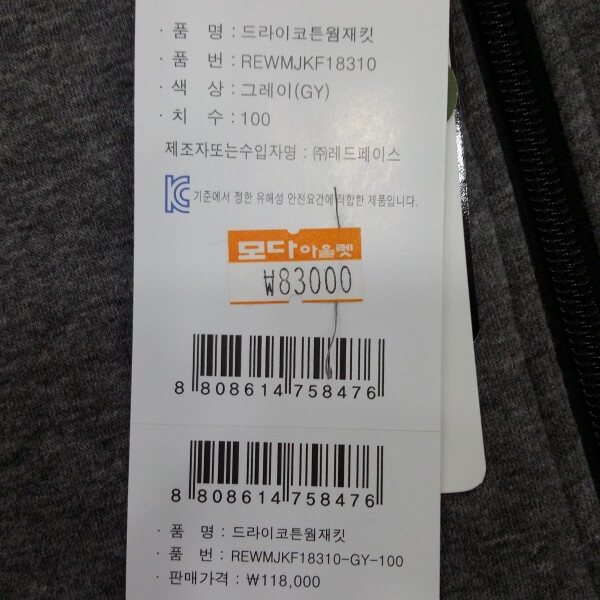 · 품 명 : 드라이코튼웜재킷
· 품 번 : REWMJKF18310
· 색 상 : 그레이(GY)
· 치 수 : 100
제조자또는수입자명 : ㈜레드페이스
KC 기준에서 정한 유해성 안전요건에 적합한 제품입니다.
모다아울렛
₩83000
8 808614 758476
8 808614 758476
· 품 명 : 드라이코튼웜재킷
· 품 번 : REWMJKF18310-GY-100
· 판매가격 : ₩118,000